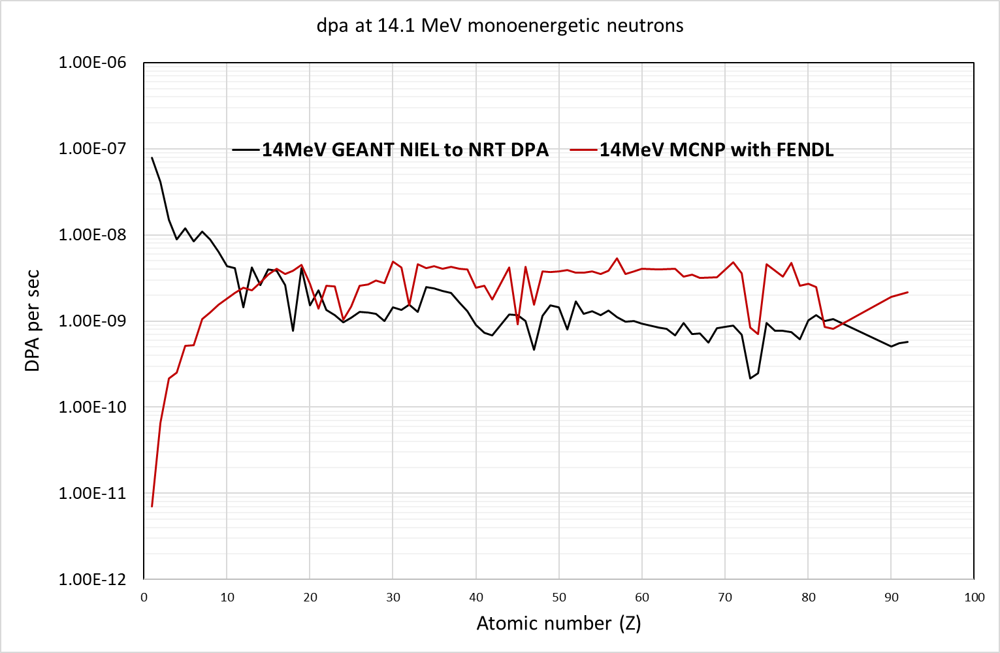 dpa at 14.1 MeV monoenergetic neutrons
1.00E-06
1.00E-07
14MeV GEANT NIEL to NRT DPA 14MeV MCNP with FENDL
1.00E-08
1.00E-09
1.00E-10
1.00E-11
1.00E-12
DPA per sec
0 10 20 30 40 50 60 70 80 90 100
Atomic number (Z)